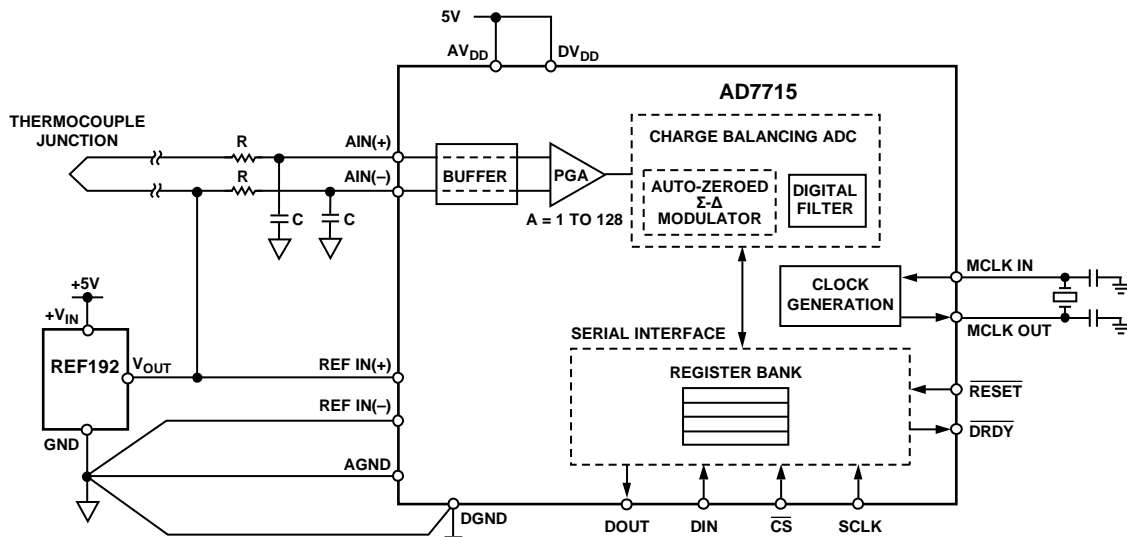 5V
AVDD
DVDD
AD7715
THERMOCOUPLE
JUNCTION
R
AIN(+)
CHARGE BALANCING ADC
R
AIN(–)
BUFFER
PGA
AUTO-ZEROED
Σ-Δ
MODULATOR
DIGITAL
FILTER
C
C
A = 1 TO 128
MCLK IN
CLOCK
GENERATION
+5V
+VIN
SERIAL INTERFACE
MCLK OUT
REF192
VOUT
REF IN(+)
REGISTER BANK
RESET
REF IN(–)
GND
DRDY
AGND
DGND
DOUT
DIN
CS
SCLK